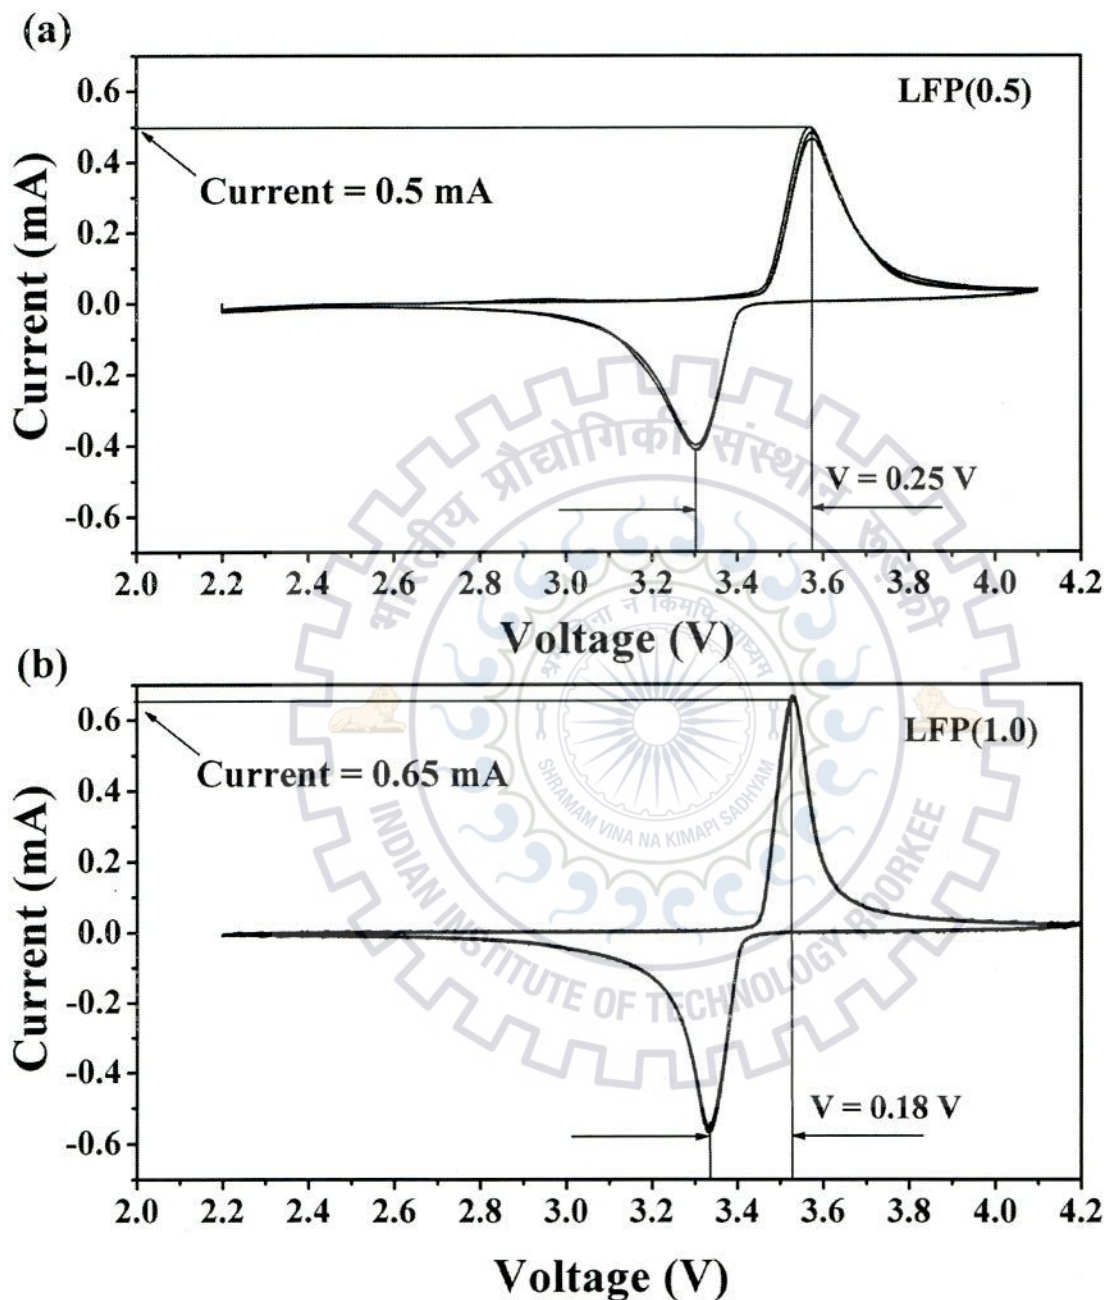 (a)
LFP(0.5)
0.6
0.4
0.2
0.0
-0.2
-0.4
-0.6
Current (mA)
Current = 0.5 mA
V = 0.25 V
2.0 2.2 2.4 2.6 2.8 3.0 3.2 3.4 3.6 3.8 4.0 4.2
Voltage (V)
(b)
LFP(1.0)
0.6
0.4
0.2
0.0
-0.2
-0.4
-0.6
Current (mA)
Current = 0.65 mA
V = 0.18 V
2.0 2.2 2.4 2.6 2.8 3.0 3.2 3.4 3.6 3.8 4.0 4.2
Voltage (V)
भारतीय प्रौद्योगिकी संस्थान रूड़की
श्रमम् विना न किमपि साध्यम्
SHRAMAM VINA NA KIMAPI SADHYAM
INDIAN INSTITUTE OF TECHNOLOGY ROORKEE